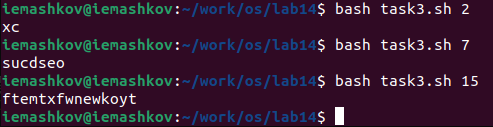 iemashkov@iemashkov:~/work/os/lab14$ bash task3.sh 2
xc
iemashkov@iemashkov:~/work/os/lab14$ bash task3.sh 7
sucdseo
iemashkov@iemashkov:~/work/os/lab14$ bash task3.sh 15
ftemtxfwnewkoyt
iemashkov@iemashkov:~/work/os/lab14$